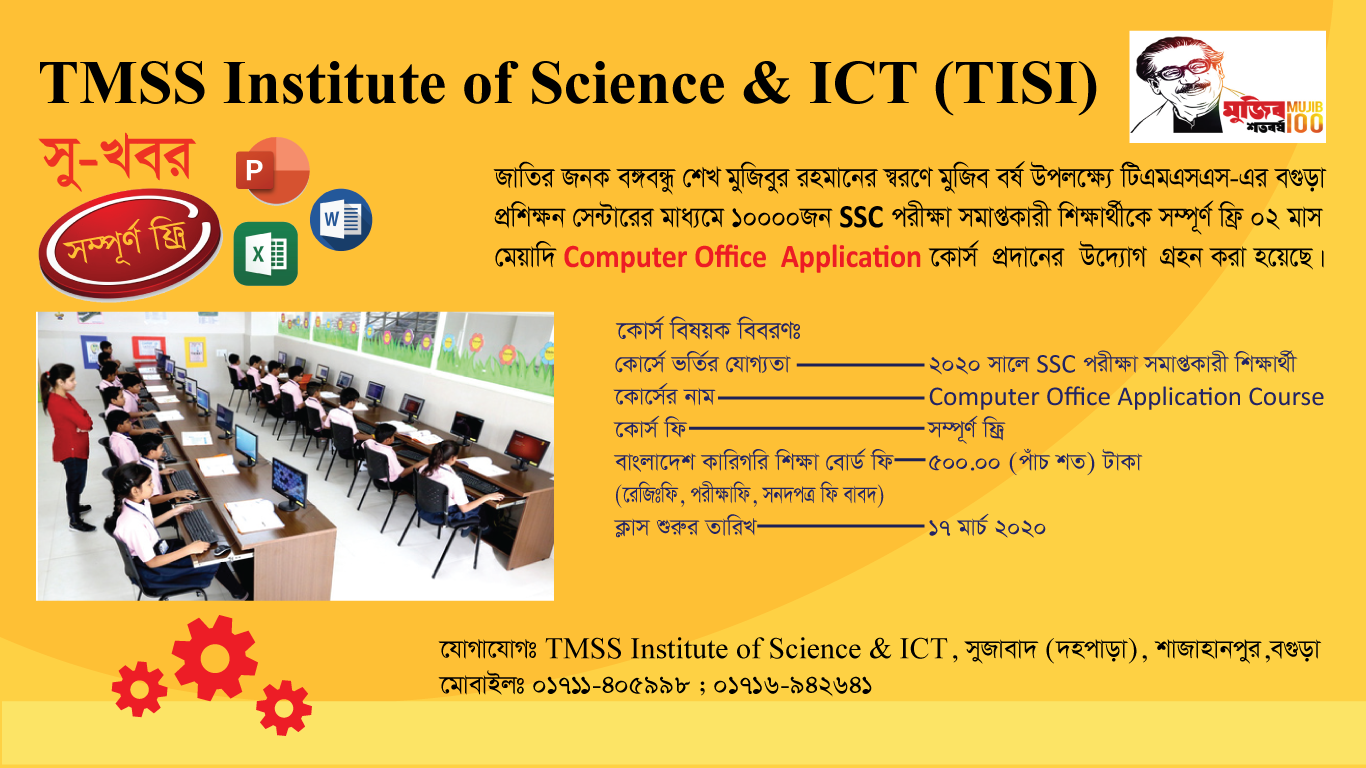 TMSS Institute of Science & ICT (TISI)
মুজিব MUJIB
শতবর্ষ 100
সু-খবর
সম্পূর্ণ ফ্রি
P
W
X
জাতির জনক বঙ্গবন্ধু শেখ মুজিবুর রহমানের স্বরণে মুজিব বর্ষ উপলক্ষ্যে টিএমএসএস-এর বগুড়া
প্রশিক্ষন সেন্টারের মাধ্যমে ১০০০০জন SSC পরীক্ষা সমাপ্তকারী শিক্ষার্থীকে সম্পূর্ণ ফ্রি ০২ মাস
মেয়াদি Computer Office Application কোর্স প্রদানের উদ্যোগ গ্রহন করা হয়েছে।
কোর্স বিষয়ক বিবরণঃ
কোর্সে ভর্তির যোগ্যতা ২০২০ সালে SSC পরীক্ষা সমাপ্তকারী শিক্ষার্থী
কোর্সের নাম Computer Office Application Course
কোর্স ফি সম্পূর্ণ ফ্রি
বাংলাদেশ কারিগরি শিক্ষা বোর্ড ফি ৫০০.০০ (পাঁচ শত) টাকা
(রেজিঃফি, পরীক্ষাফি, সনদপত্র ফি বাবদ)
ক্লাস শুরুর তারিখ ১৭ মার্চ ২০২০
যোগাযোগঃ TMSS Institute of Science & ICT, সুজাবাদ (দহপাড়া), শাজাহানপুর,বগুড়া
মোবাইলঃ ০১৭১১-৪০৫৯৯৮ ; ০১৭১৬-৯৪২৬৪১